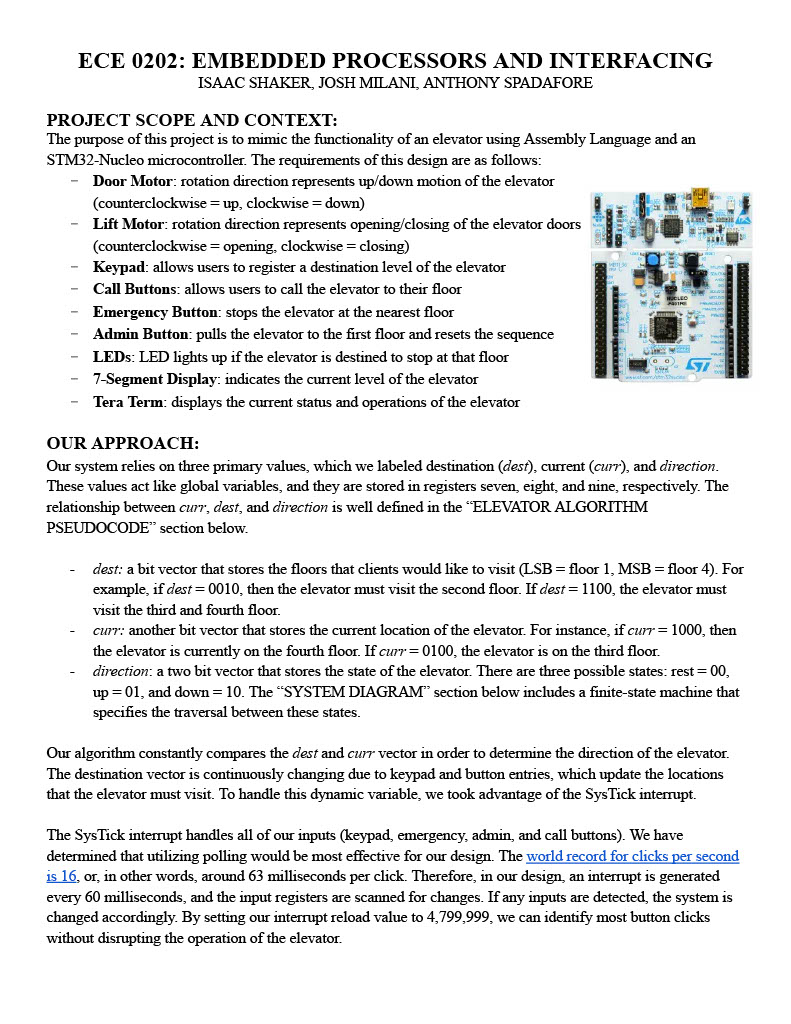 ECE 0202: EMBEDDED PROCESSORS AND INTERFACING
ISAAC SHAKER, JOSH MILANI, ANTHONY SPADAFORE
PROJECT SCOPE AND CONTEXT:
The purpose of this project is to mimic the functionality of an elevator using Assembly Language and an
STM32-Nucleo microcontroller. The requirements of this design are as follows:
− Door Motor: rotation direction represents up/down motion of the elevator
(counterclockwise = up, clockwise = down)
− Lift Motor: rotation direction represents opening/closing of the elevator doors
(counterclockwise = opening, clockwise = closing)
− Keypad: allows users to register a destination level of the elevator
− Call Buttons: allows users to call the elevator to their floor
− Emergency Button: stops the elevator at the nearest floor
− Admin Button: pulls the elevator to the first floor and resets the sequence
− LEDs: LED lights up if the elevator is destined to stop at that floor
− 7-Segment Display: indicates the current level of the elevator
− Tera Term: displays the current status and operations of the elevator
NUCLEO
ST
OUR APPROACH:
Our system relies on three primary values, which we labeled destination (dest), current (curr), and direction.
These values act like global variables, and they are stored in registers seven, eight, and nine, respectively. The
relationship between curr, dest, and direction is well defined in the “ELEVATOR ALGORITHM
PSEUDOCODE” section below.
- dest: a bit vector that stores the floors that clients would like to visit (LSB = floor 1, MSB = floor 4). For
example, if dest = 0010, then the elevator must visit the second floor. If dest = 1100, the elevator must
visit the third and fourth floor.
- curr: another bit vector that stores the current location of the elevator. For instance, if curr = 1000, then
the elevator is currently on the fourth floor. If curr = 0100, the elevator is on the third floor.
- direction: a two bit vector that stores the state of the elevator. There are three possible states: rest = 00,
up = 01, and down = 10. The “SYSTEM DIAGRAM” section below includes a finite-state machine that
specifies the traversal between these states.
Our algorithm constantly compares the dest and curr vector in order to determine the direction of the elevator.
The destination vector is continuously changing due to keypad and button entries, which update the locations
that the elevator must visit. To handle this dynamic variable, we took advantage of the SysTick interrupt.
The SysTick interrupt handles all of our inputs (keypad, emergency, admin, and call buttons). We have
determined that utilizing polling would be most effective for our design. The world record for clicks per second
is 16, or, in other words, around 63 milliseconds per click. Therefore, in our design, an interrupt is generated
every 60 milliseconds, and the input registers are scanned for changes. If any inputs are detected, the system is
changed accordingly. By setting our interrupt reload value to 4,799,999, we can identify most button clicks
without disrupting the operation of the elevator.